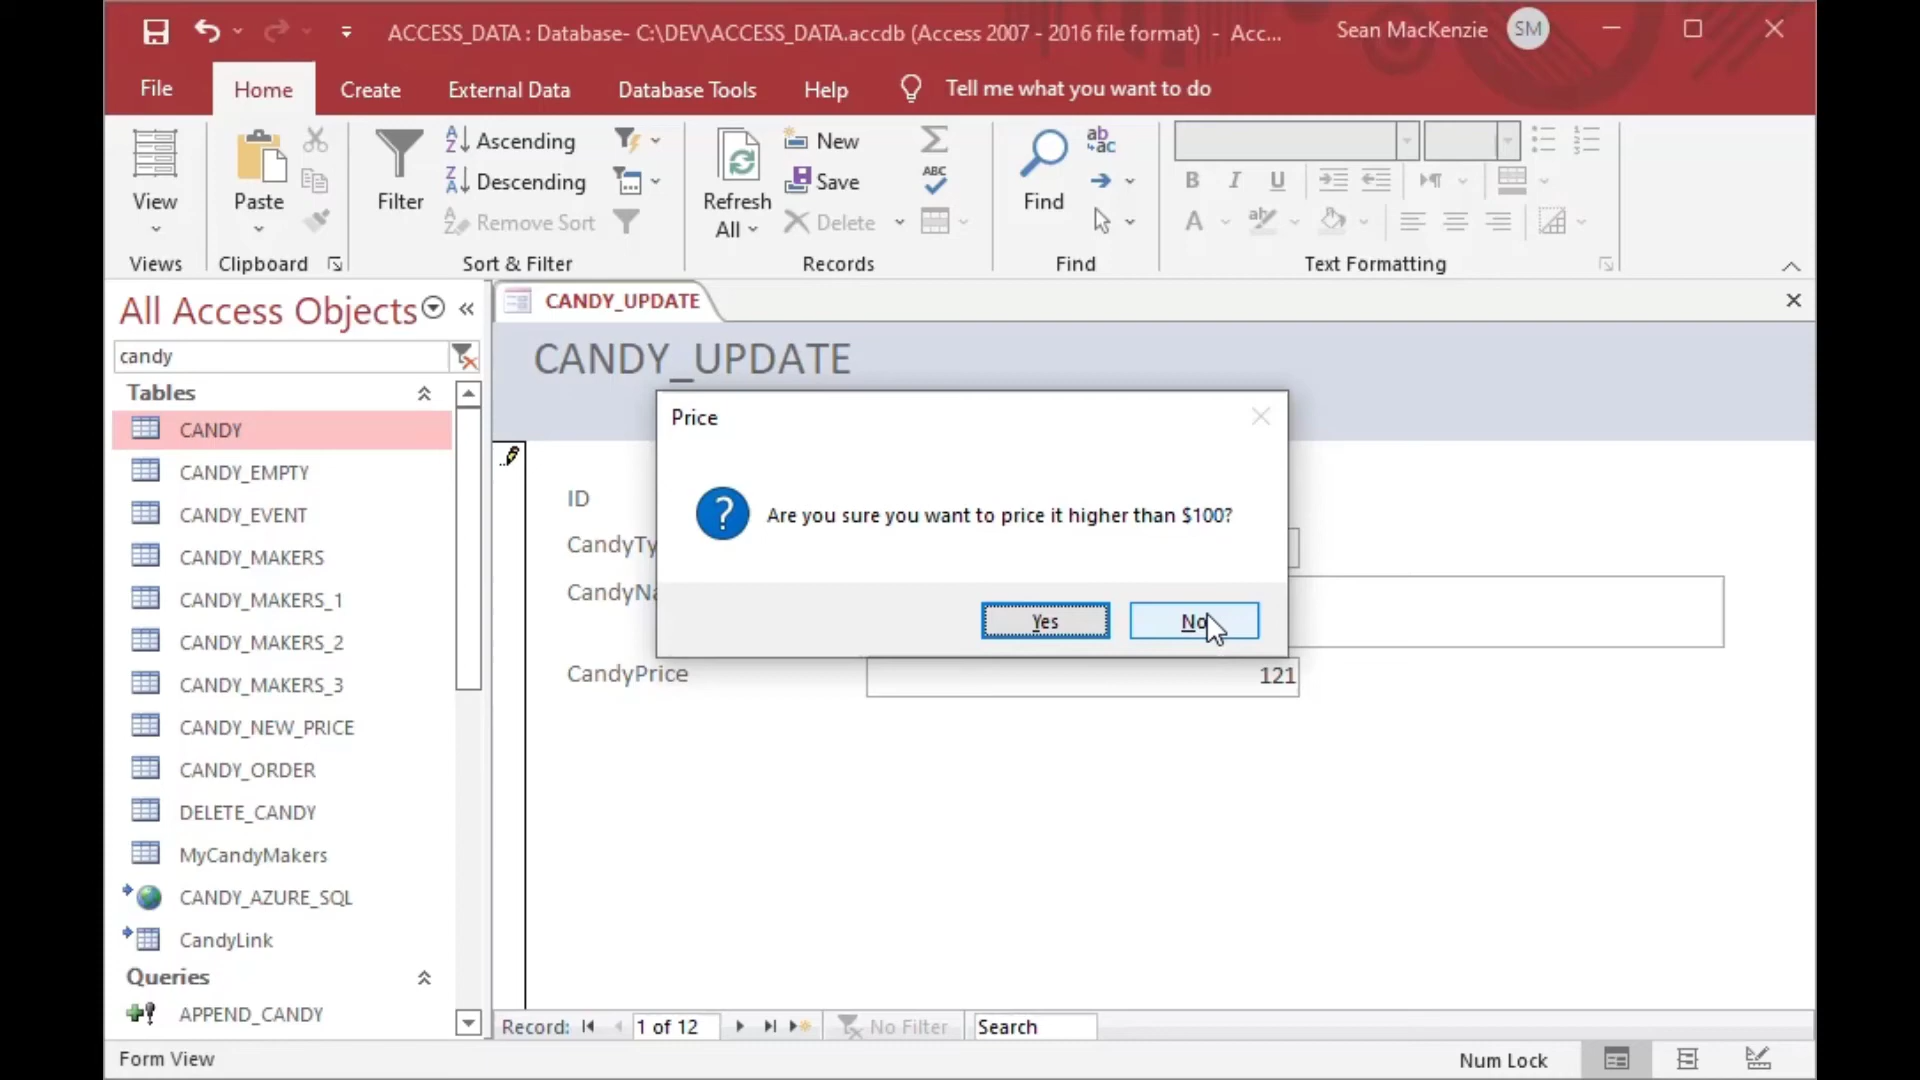 ACCESS_DATA : Database- C:\DEV\ACCESS_DATA.accdb (Access 2007 - 2016 file format) - Acc...
Sean MacKenzie
SM
File
Home
Create
External Data
Database Tools
Help
Tell me what you want to do
View
Views
Paste
Clipboard
Filter
Ascending
Descending
Remove Sort
Sort & Filter
Refresh
All
New
Save
Delete
Records
Find
Find
B I U
A
Text Formatting
All Access Objects
candy
Tables
CANDY
CANDY_EMPTY
CANDY_EVENT
CANDY_MAKERS
CANDY_MAKERS_1
CANDY_MAKERS_2
CANDY_MAKERS_3
CANDY_NEW_PRICE
CANDY_ORDER
DELETE_CANDY
MyCandyMakers
CANDY_AZURE_SQL
CandyLink
Queries
APPEND_CANDY
CANDY_UPDATE
CANDY_UPDATE
ID
CandyTy
CandyNa
CandyPrice
121
Price
Are you sure you want to price it higher than $100?
Yes
No
Record:
1 of 12
No Filter
Search
Form View
Num Lock